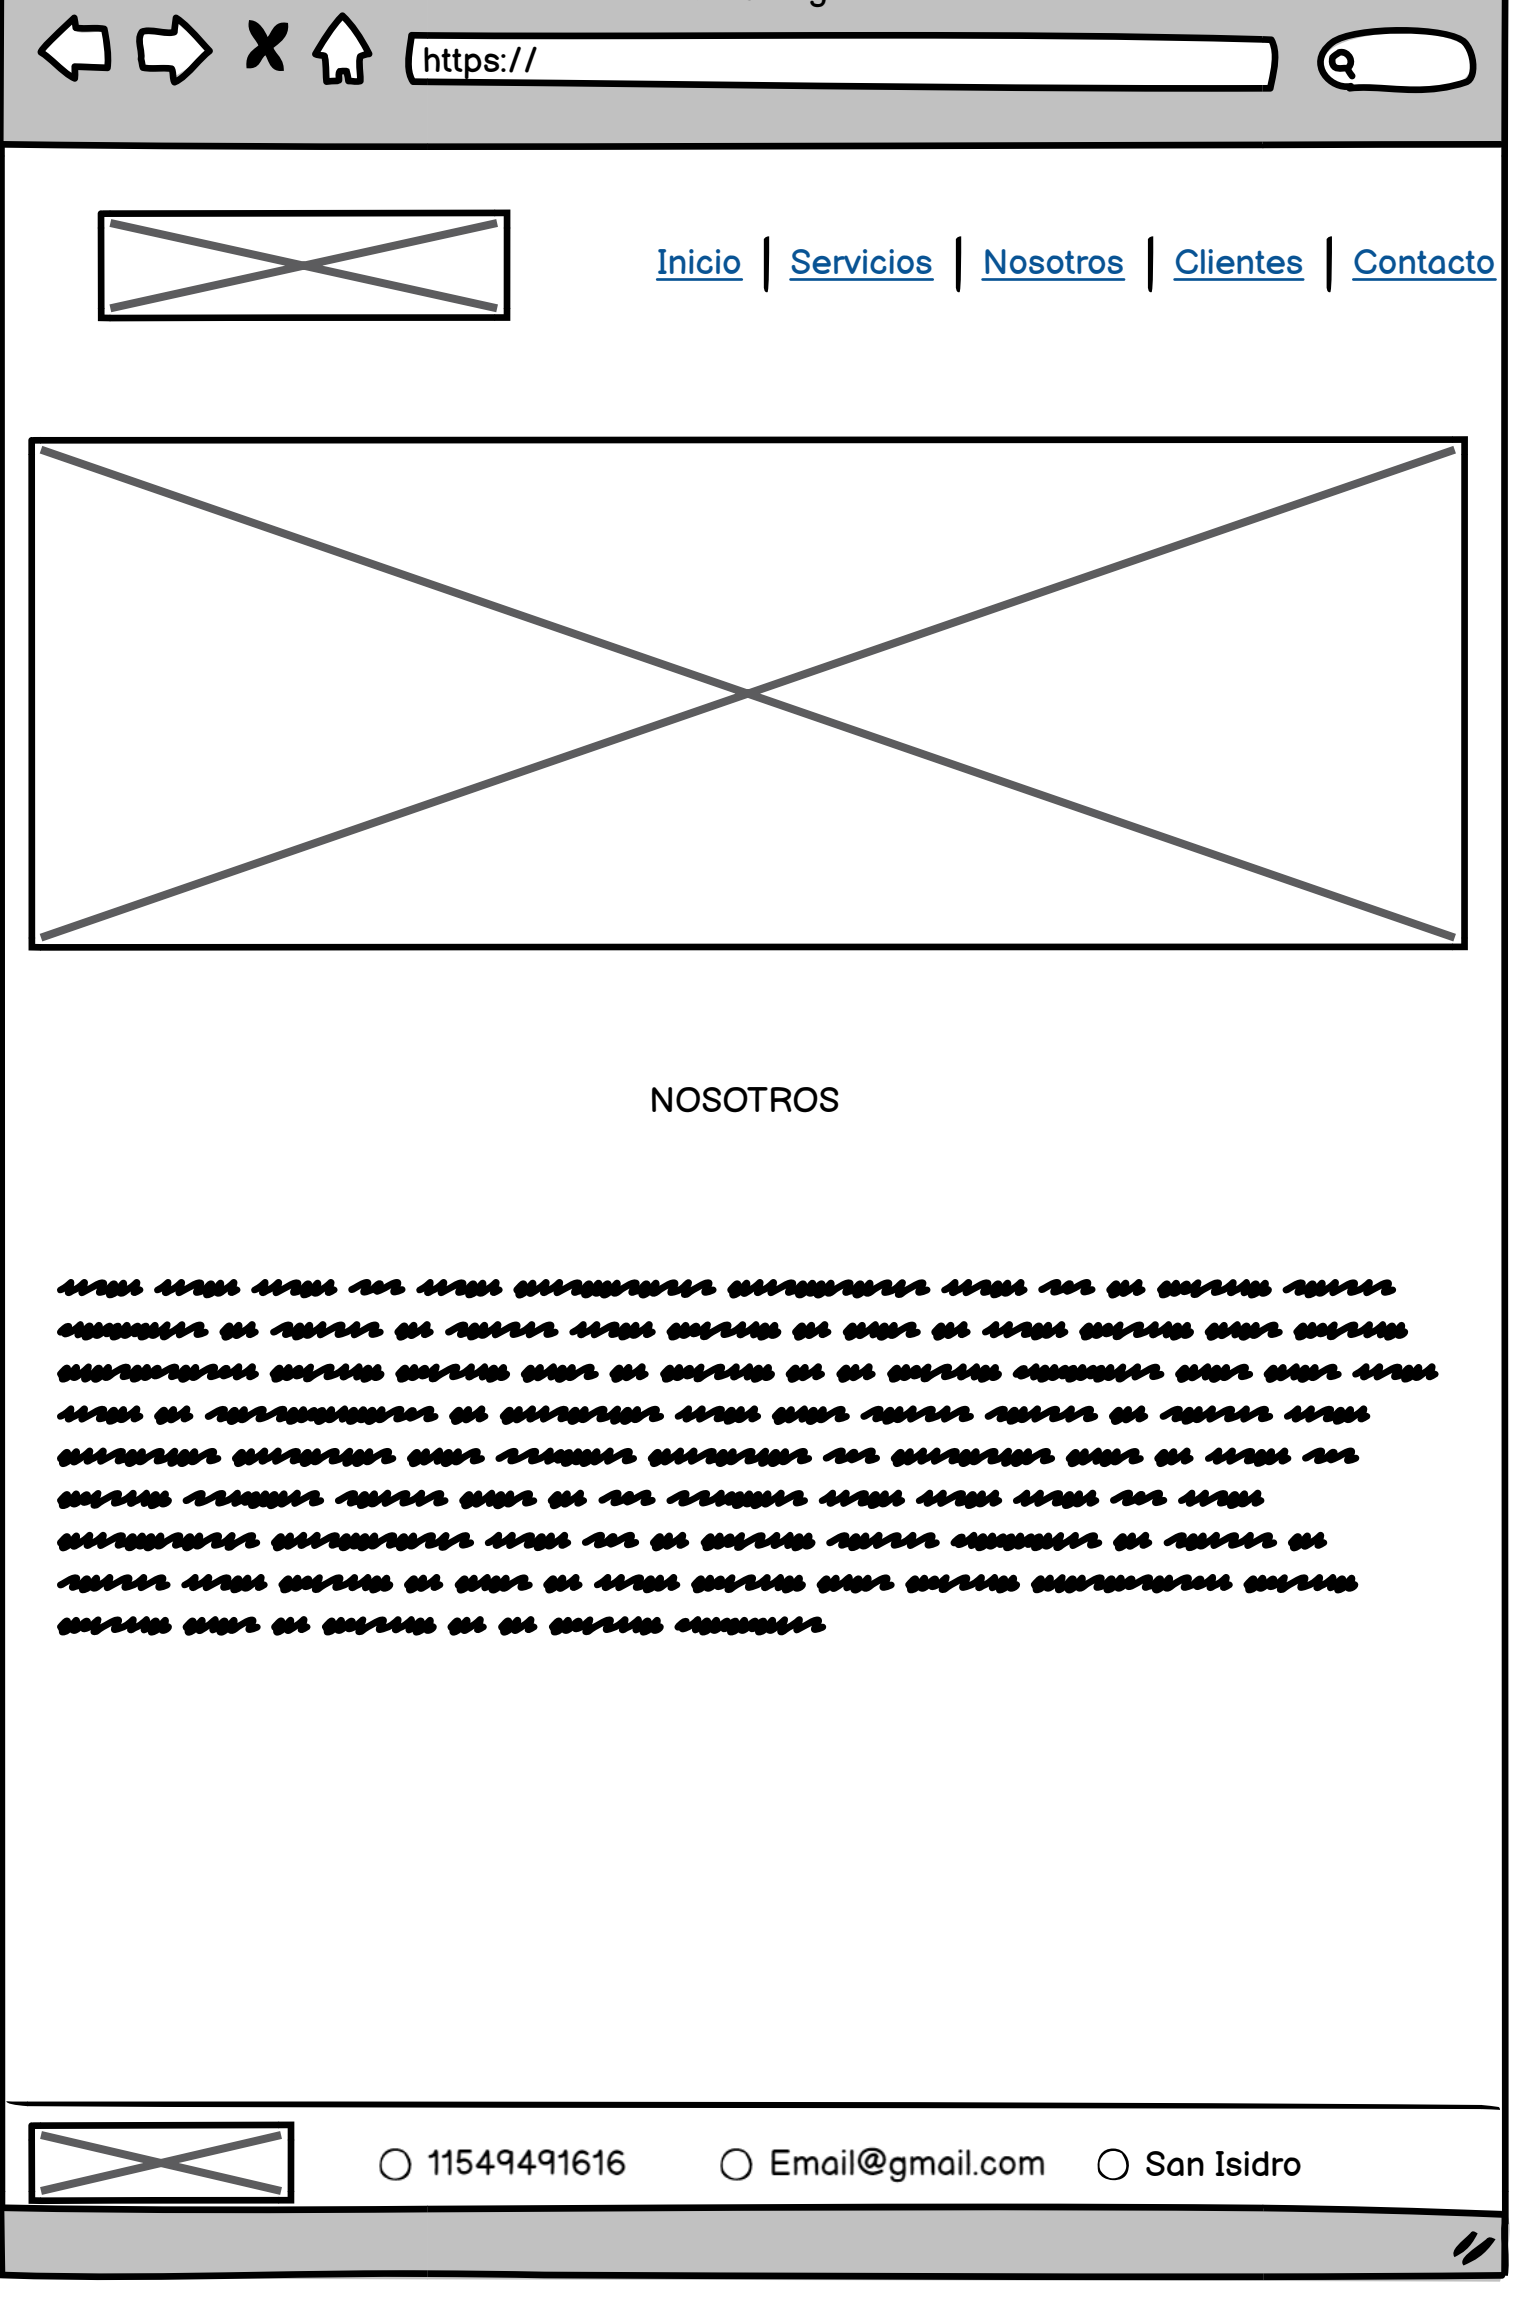 https://
Inicio | Servicios | Nosotros | Clientes | Contacto
NOSOTROS
11549491616
Email@gmail.com
San Isidro